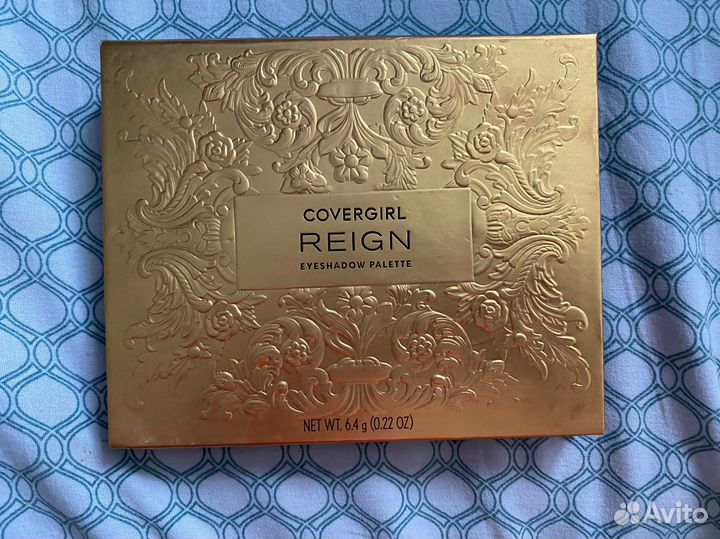 COVERGIRL
REIGN
EYESHADOW PALETTE
NET WT. 6.4 g (0.22 OZ)
Avito